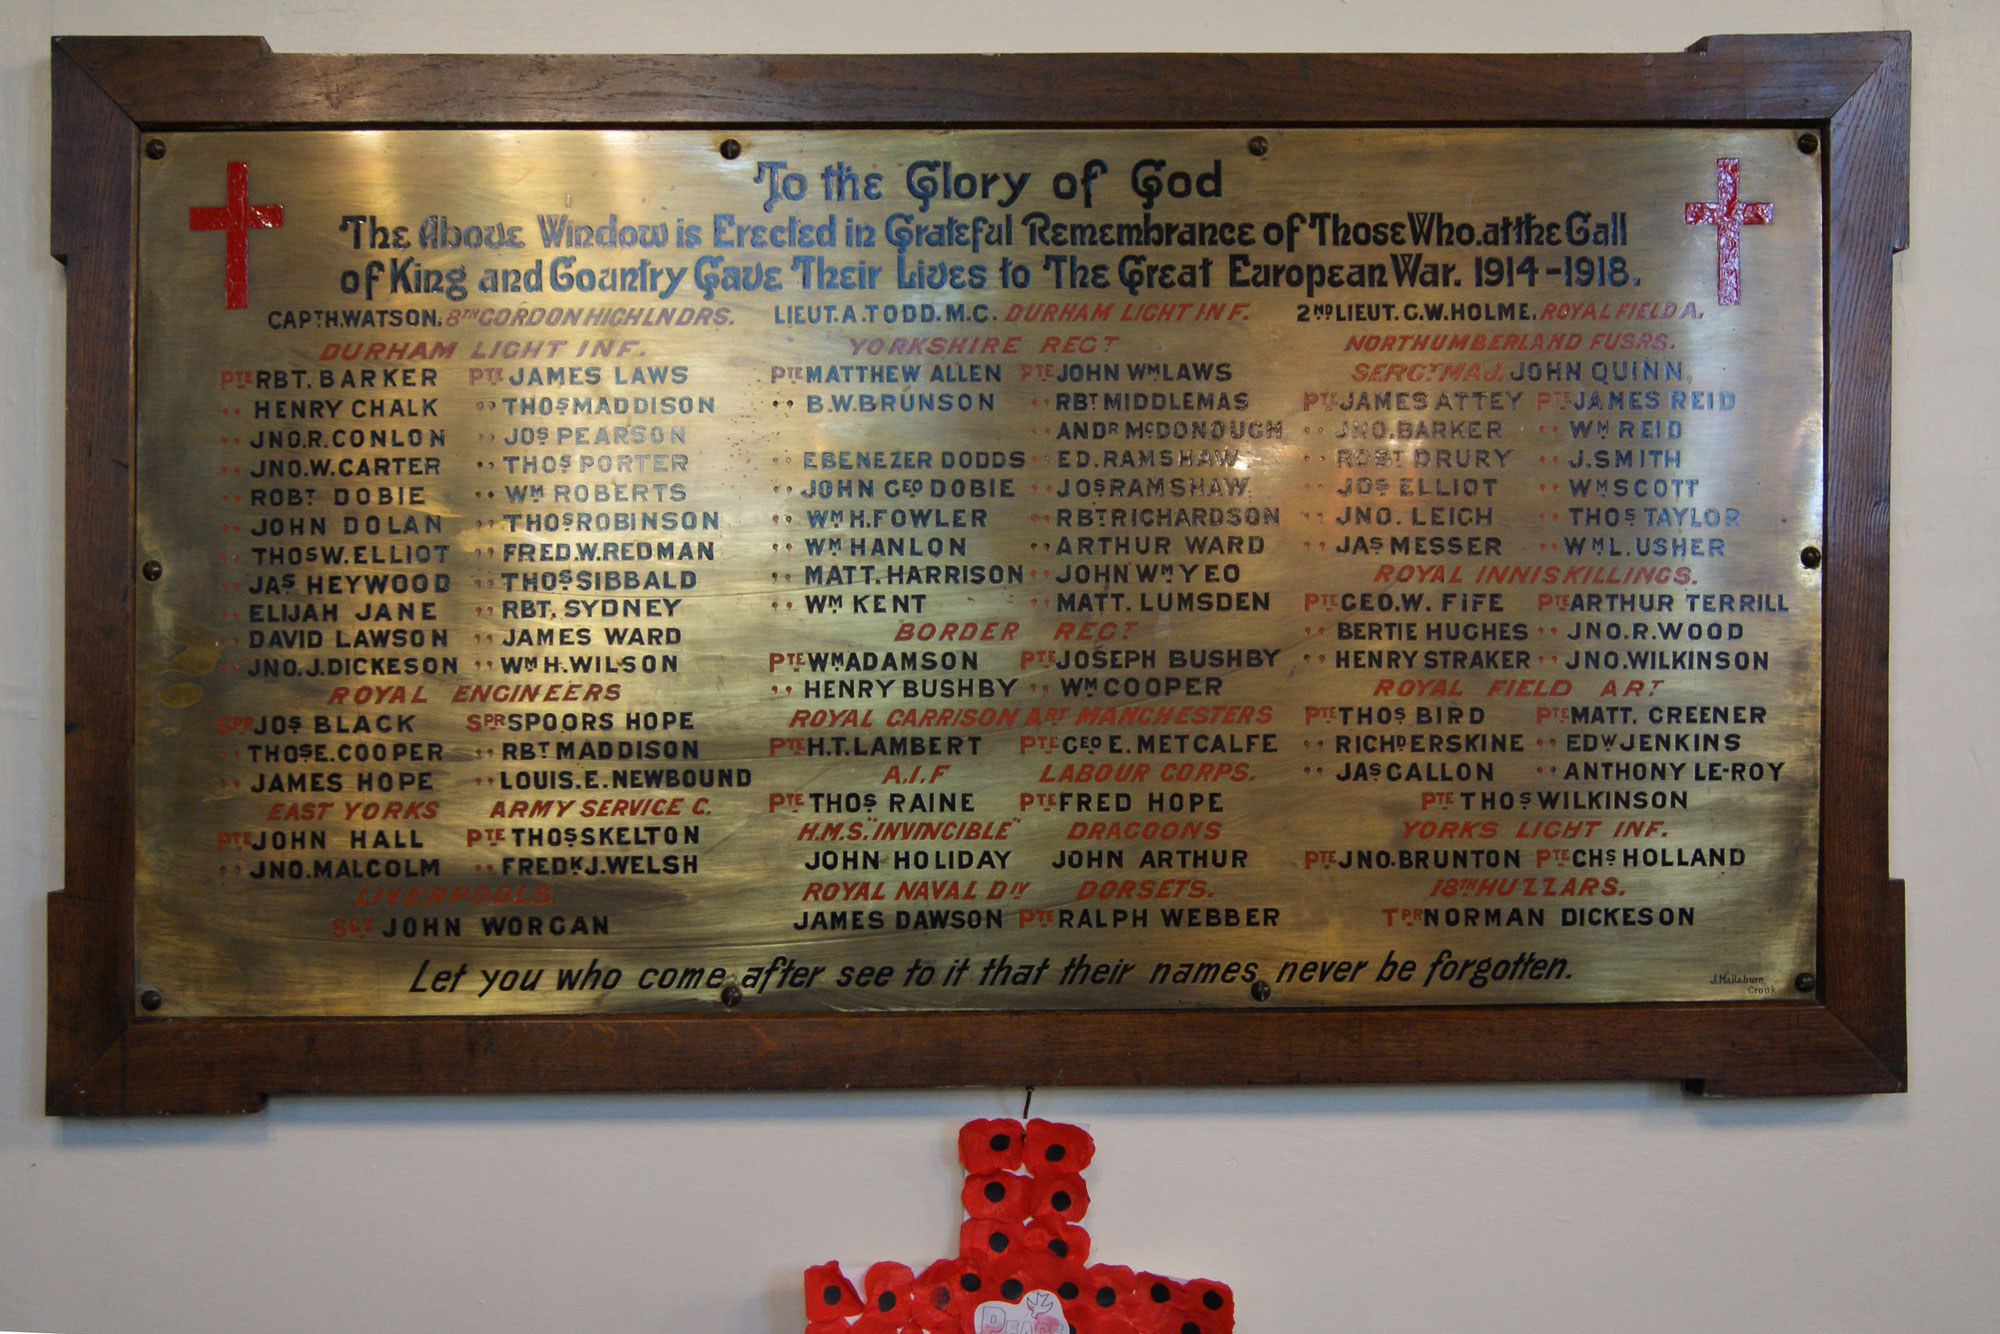 To the Glory of God
The Above Window is Erected in Grateful Remembrance of Those Who. at the Call
of King and Country Gave Their Lives to The Great European War. 1914-1918.
CAPT H. WATSON. 8TH GORDON HIGHLNDRS.
LIEUT. A. TODD. M.C. DURHAM LIGHT INF.
2ND LIEUT. G.W. HOLME. ROYAL FIELD A.
DURHAM LIGHT INF.
PTE RBT. BARKER PTE JAMES LAWS
" HENRY CHALK " THOS MADDISON
" JNO. R. CONLON " JOS PEARSON
" JNO. W. CARTER " THOS PORTER
" ROBT DOBIE " WM ROBERTS
" JOHN DOLAN " THOS ROBINSON
" THOS W. ELLIOT " FRED. W. REDMAN
" JAS HEYWOOD " THOS SIBBALD
" ELIJAH JANE " RBT. SYDNEY
" DAVID LAWSON " JAMES WARD
" JNO. J. DICKESON " WM H. WILSON
ROYAL ENGINEERS
SPR JOS BLACK SPR SPOORS HOPE
" THOS E. COOPER " RBT MADDISON
" JAMES HOPE " LOUIS. E. NEWBOUND
EAST YORKS ARMY SERVICE C.
PTE JOHN HALL PTE THOS SKELTON
" JNO. MALCOLM " FREDK J. WELSH
LIVERPOOLS.
SGT JOHN WORGAN
YORKSHIRE REGT
PTE MATTHEW ALLEN PTE JOHN WM LAWS
" B.W. BRUNSON " RBT MIDDLEMAS
ANDR McDONOUGH
" EBENEZER DODDS " ED. RAMSHAW
" JOHN GEO DOBIE " JOS RAMSHAW
" WM H. FOWLER " RBT RICHARDSON
" WM HANLON " ARTHUR WARD
" MATT. HARRISON " JOHN WM YEO
" WM KENT " MATT. LUMSDEN
BORDER REGT
PTE WM ADAMSON PTE JOSEPH BUSHBY
" HENRY BUSHBY " WM COOPER
ROYAL GARRISON ART MANCHESTERS
PTE H.T. LAMBERT PTE GEO E. METCALFE
A.I.F LABOUR CORPS.
PTE THOS RAINE PTE FRED HOPE
H.M.S. "INVINCIBLE" DRAGOONS
JOHN HOLIDAY JOHN ARTHUR
ROYAL NAVAL DIV DORSETS.
JAMES DAWSON PTE RALPH WEBBER
NORTHUMBERLAND FUSRS.
SERGT MAJ. JOHN QUINN.
PTE JAMES ATTEY PTE JAMES REID
" JNO. BARKER " WM REID
" ROBT DRURY " J. SMITH
" JOS ELLIOT " WM SCOTT
" JNO. LEIGH " THOS TAYLOR
" JAS MESSER " WM L. USHER
ROYAL INNISKILLINGS.
PTE GEO. W. FIFE PTE ARTHUR TERRILL
" BERTIE HUGHES " JNO. R. WOOD
" HENRY STRAKER " JNO. WILKINSON
ROYAL FIELD ART
PTE THOS BIRD PTE MATT. GREENER
" RICHD ERSKINE " EDW JENKINS
" JAS GALLON " ANTHONY LE-ROY
PTE THOS WILKINSON
YORKS LIGHT INF.
PTE JNO. BRUNTON PTE CHS HOLLAND
18TH HUZZARS.
TPR NORMAN DICKESON
Let you who come after see to it that their names never be forgotten.
Crook
PEACE